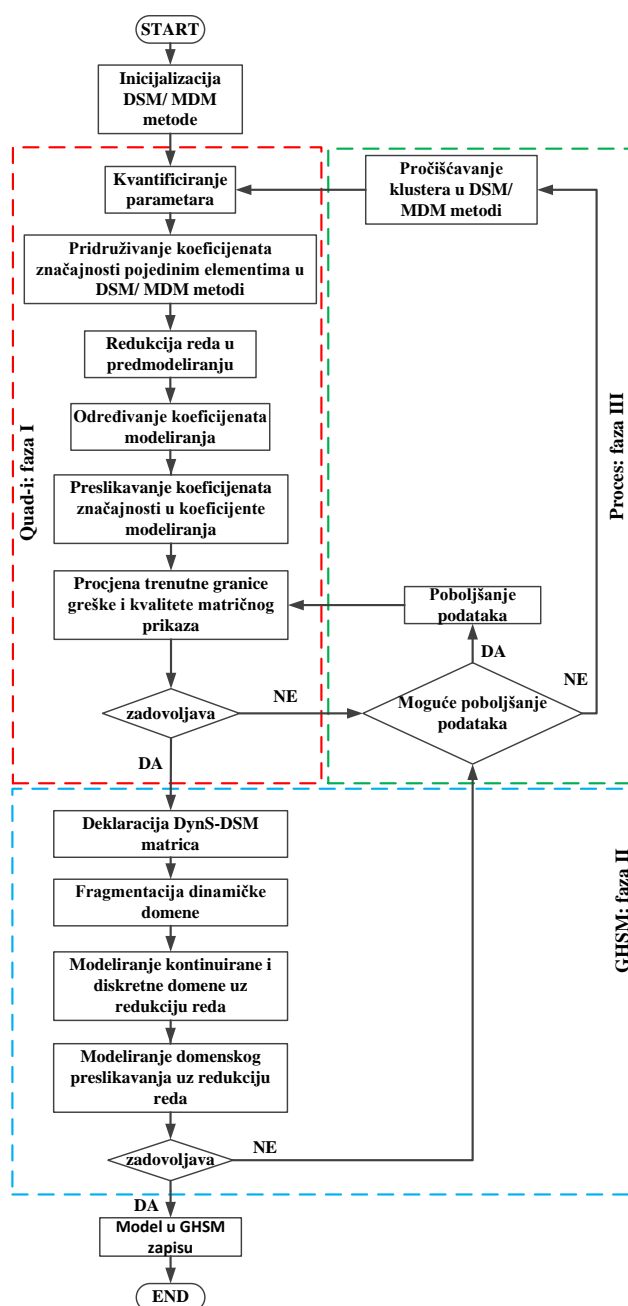 START
Inicijalizacija
DSM/ MDM
metode
Kvantificiranje
parametara
Pročišćavanje
klustera u DSM/
MDM metodi
Pridruživanje koeficijenata
značajnosti pojedinim elementima u
DSM/ MDM metodi
Redukcija reda u
predmodeliranju
Određivanje koeficijenata
modeliranja
Preslikavanje koeficijenata
značajnosti u koeficijente
modeliranja
Procjena trenutne granice
greške i kvalitete matričnog
prikaza
Poboljšanje
podataka
DA
NE
zadovoljava
NE
Moguće poboljšanje
podataka
DA
Quad-i: faza I
Proces: faza III
Deklaracija DynS-DSM
matrica
Fragmentacija dinamičke
domene
Modeliranje kontinuirane i
diskretne domene uz
redukciju reda
Modeliranje domenskog
preslikavanja uz redukciju
reda
zadovoljava
NE
DA
GHSM: faza II
Model u GHSM
zapisu
END